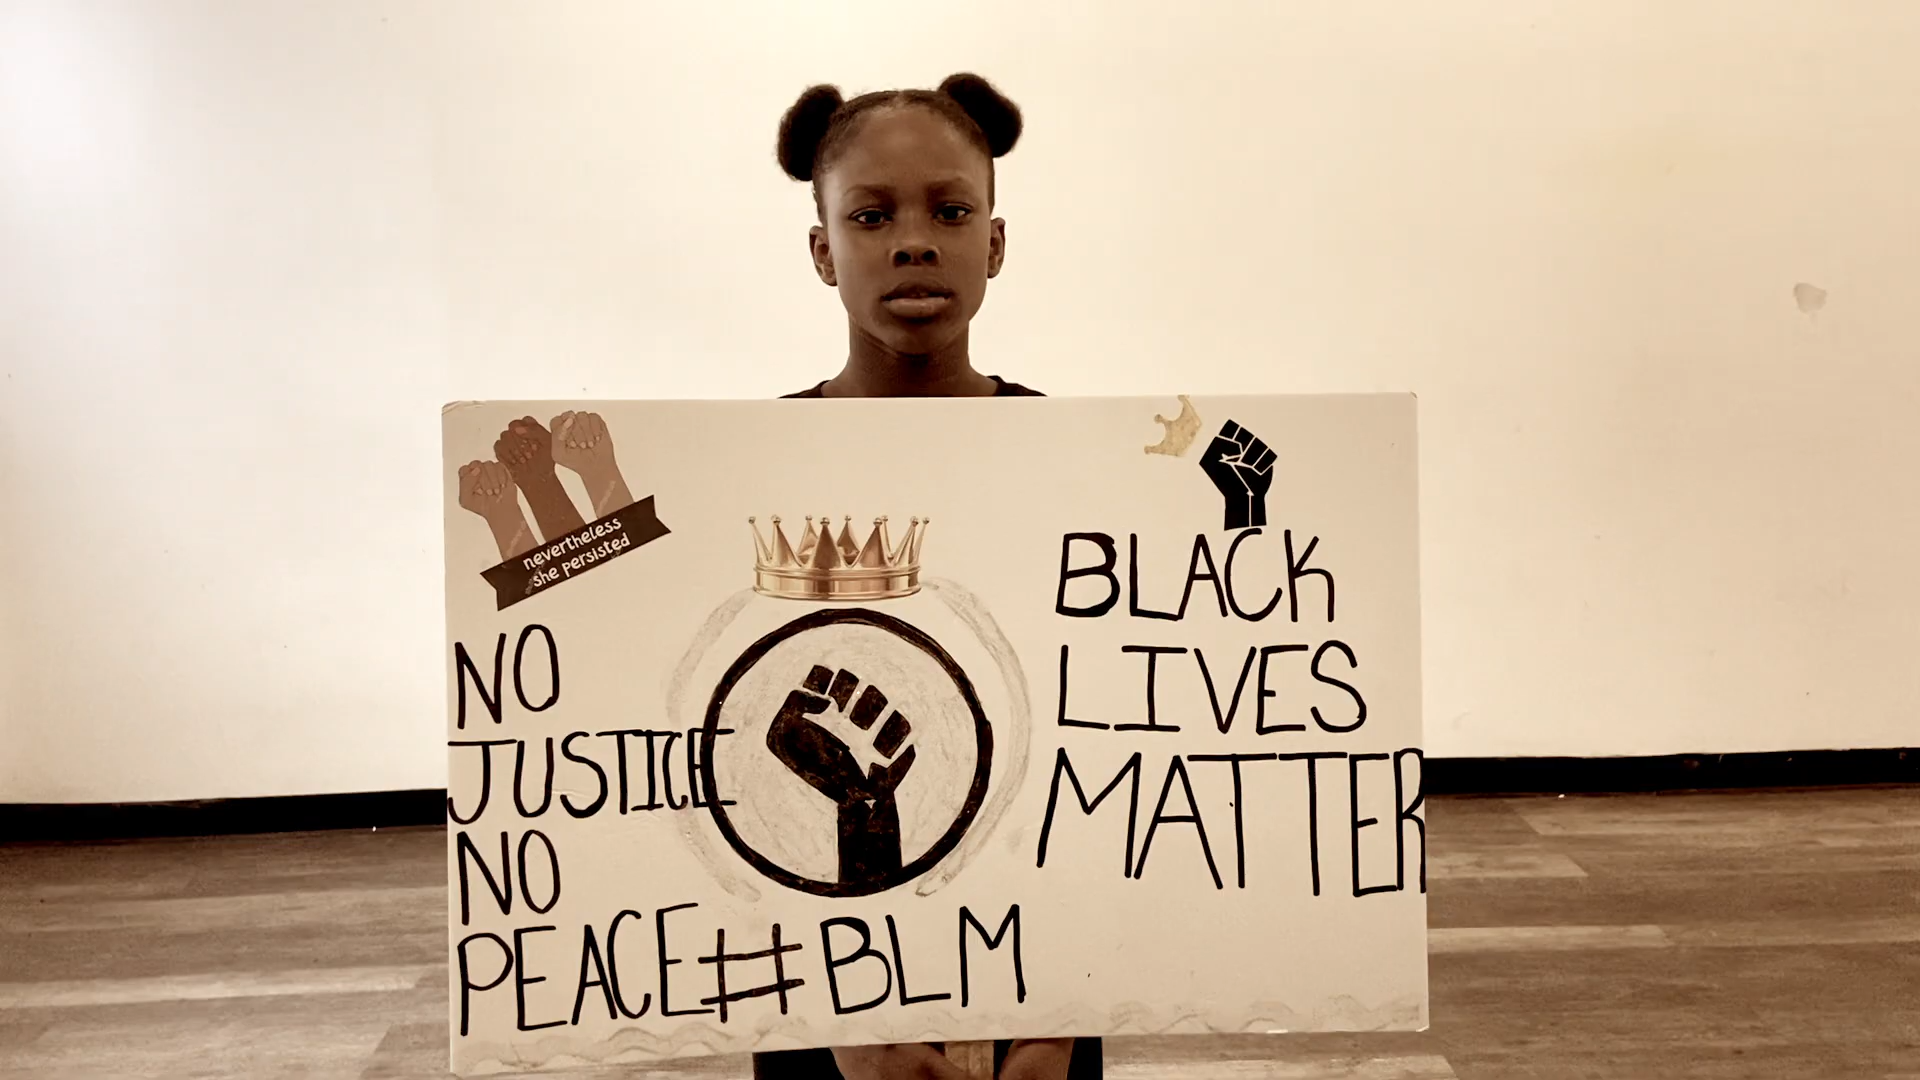 nevertheless
she persisted
NO
JUSTICE
NO
PEACE #BLM
BLACK
LIVES
MATTER